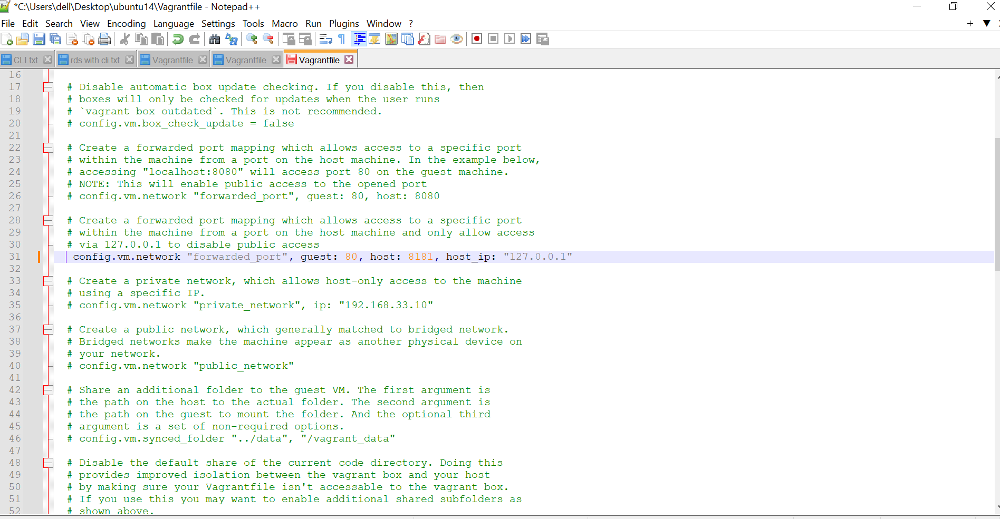 *C:\Users\dell\Desktop\ubuntu14\Vagrantfile - Notepad++
File Edit Search View Encoding Language Settings Tools Macro Run Plugins Window ?
CLI.txt rds with cli.txt Vagrantfile Vagrantfile Vagrantfile
16
17 # Disable automatic box update checking. If you disable this, then
18 # boxes will only be checked for updates when the user runs
19 # `vagrant box outdated`. This is not recommended.
20 # config.vm.box_check_update = false
21
22 # Create a forwarded port mapping which allows access to a specific port
23 # within the machine from a port on the host machine. In the example below,
24 # accessing "localhost:8080" will access port 80 on the guest machine.
25 # NOTE: This will enable public access to the opened port
26 # config.vm.network "forwarded_port", guest: 80, host: 8080
27
28 # Create a forwarded port mapping which allows access to a specific port
29 # within the machine from a port on the host machine and only allow access
30 # via 127.0.0.1 to disable public access
31 config.vm.network "forwarded_port", guest: 80, host: 8181, host_ip: "127.0.0.1"
32
33 # Create a private network, which allows host-only access to the machine
34 # using a specific IP.
35 # config.vm.network "private_network", ip: "192.168.33.10"
36
37 # Create a public network, which generally matched to bridged network.
38 # Bridged networks make the machine appear as another physical device on
39 # your network.
40 # config.vm.network "public_network"
41
42 # Share an additional folder to the guest VM. The first argument is
43 # the path on the host to the actual folder. The second argument is
44 # the path on the guest to mount the folder. And the optional third
45 # argument is a set of non-required options.
46 # config.vm.synced_folder "../data", "/vagrant_data"
47
48 # Disable the default share of the current code directory. Doing this
49 # provides improved isolation between the vagrant box and your host
50 # by making sure your Vagrantfile isn't accessable to the vagrant box.
51 # If you use this you may want to enable additional shared subfolders as
52 # shown above.